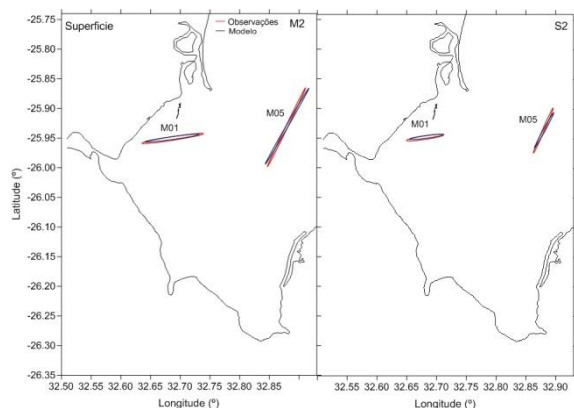 Superficie
Observações
Modelo
M2
S2
M01
M05
M01
M05
Latitude (º)
-25.75
-25.80
-25.85
-25.90
-25.95
-26.00
-26.05
-26.10
-26.15
-26.20
-26.25
-26.30
-26.35
32.50 32.55 32.60 32.65 32.70 32.75 32.80 32.85
32.55 32.60 32.65 32.70 32.75 32.80 32.85 32.90
Longitude (º)
Longitude (º)